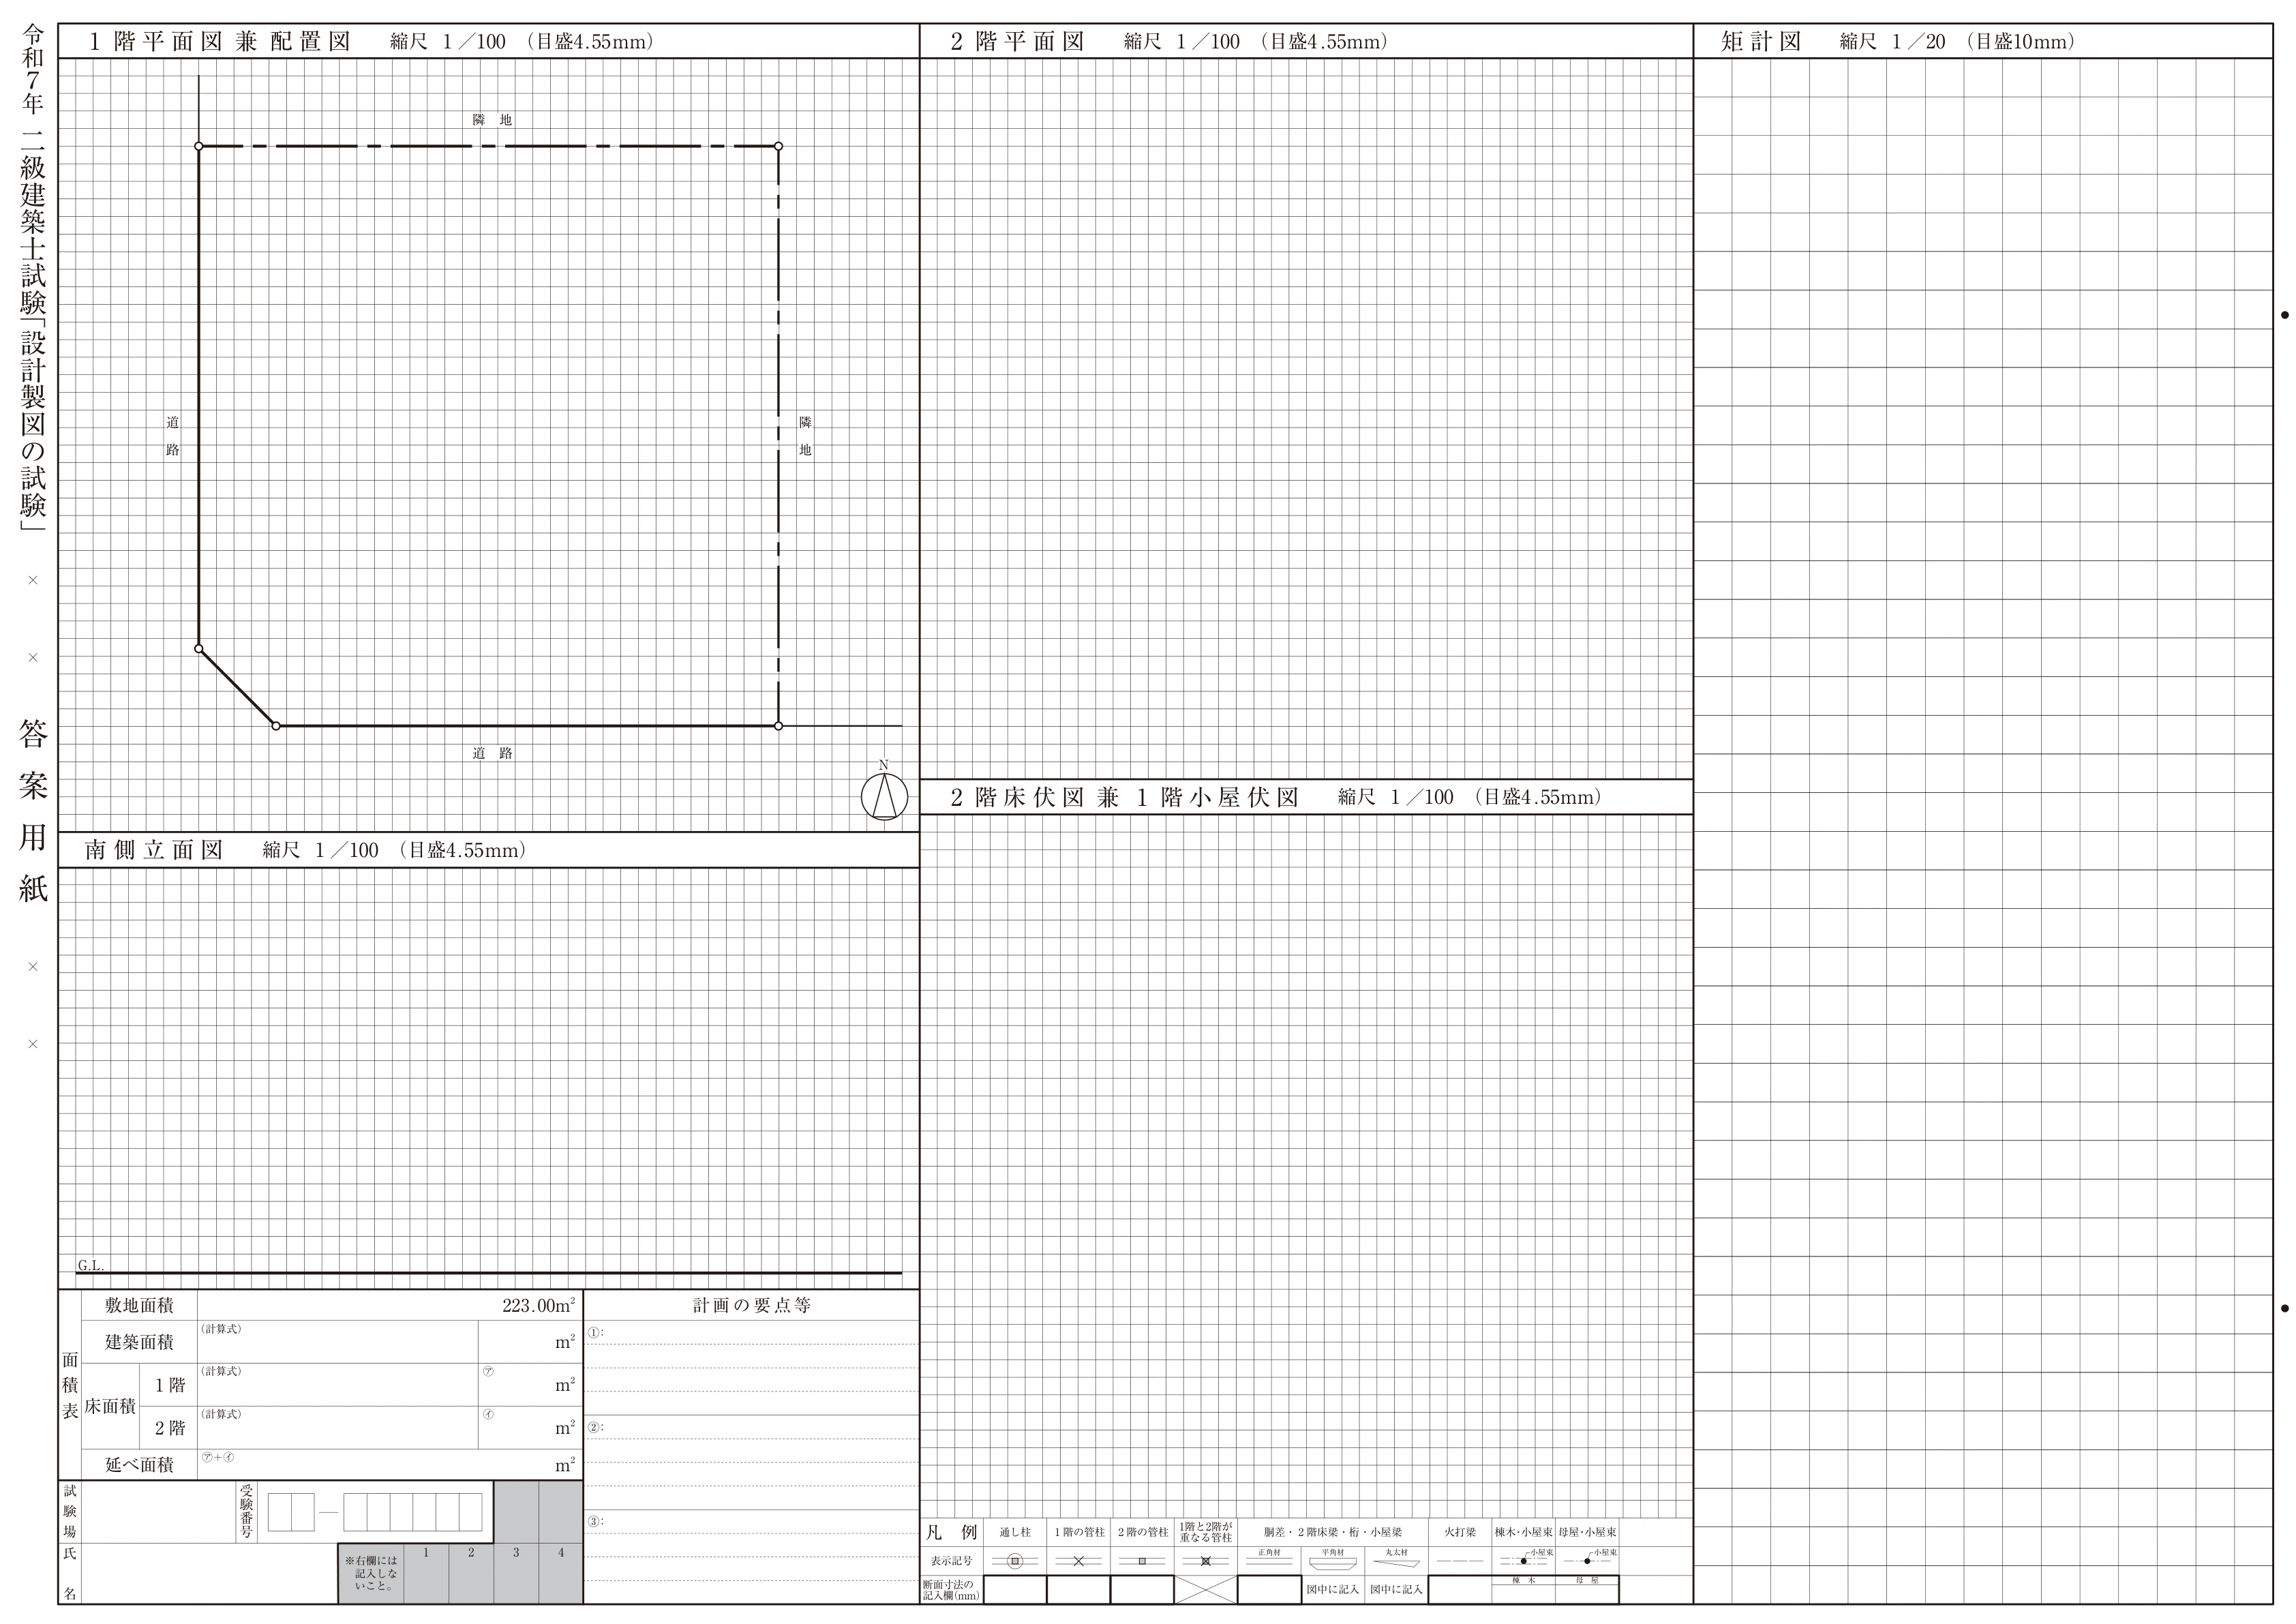 令和7年 二級建築士試験「設計製図の試験」
答案用紙
1階平面図兼配置図 縮尺 1／100 （目盛4.55mm）
隣地
道路
隣地
道路
N
南側立面図 縮尺 1／100 （目盛4.55mm）
G.L.
2階平面図 縮尺 1／100 （目盛4.55mm）
2階床伏図兼1階小屋伏図 縮尺 1／100 （目盛4.55mm）
矩計図 縮尺 1／20 （目盛10mm）
面積表
敷地面積 223.00m²
建築面積 (計算式) m²
床面積
1階 (計算式) ㋐ m²
2階 (計算式) ㋑ m²
延べ面積 ㋐+㋑ m²
試験場
受験番号
—
氏名
※右欄には
記入しな
いこと。
1 2 3 4
計画の要点等
①:
②:
③:
凡例 通し柱 1階の管柱 2階の管柱 1階と2階が重なる管柱 胴差・2階床梁・桁・小屋梁 火打梁 棟木・小屋束 母屋・小屋束
表示記号 正角材 平角材 丸太材 小屋束 小屋束
断面寸法の記入欄(mm) 図中に記入 図中に記入 棟木 母屋